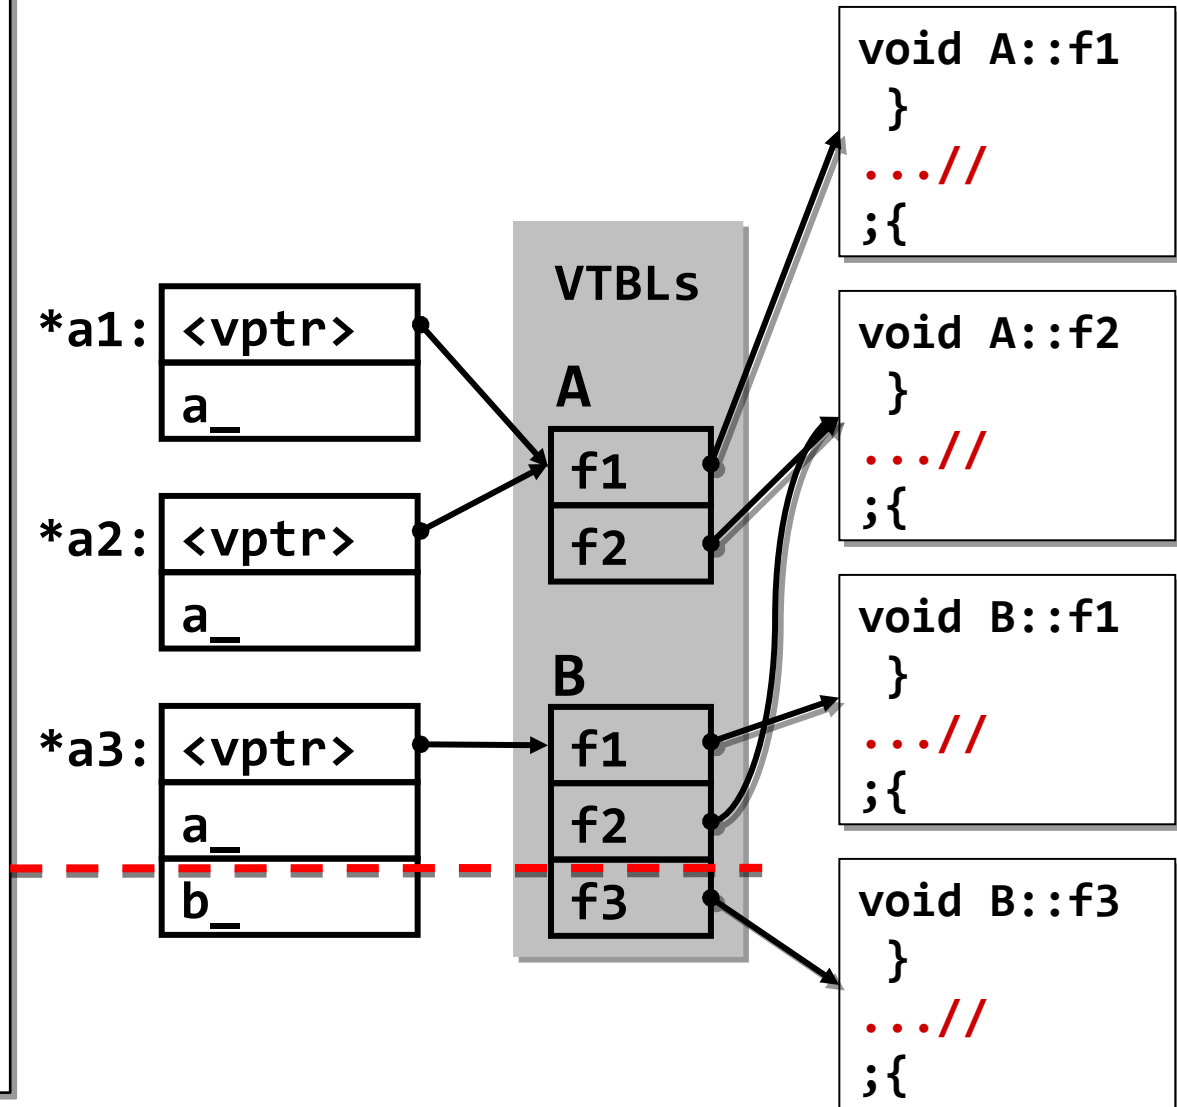 *a1:
<vptr>
a_
*a2:
<vptr>
a_
*a3:
<vptr>
a_
b_
VTBLs
A
f1
f2
B
f1
f2
f3
void A::f1
}
...//
;{
void A::f2
}
...//
;{
void B::f1
}
...//
;{
void B::f3
}
...//
;{